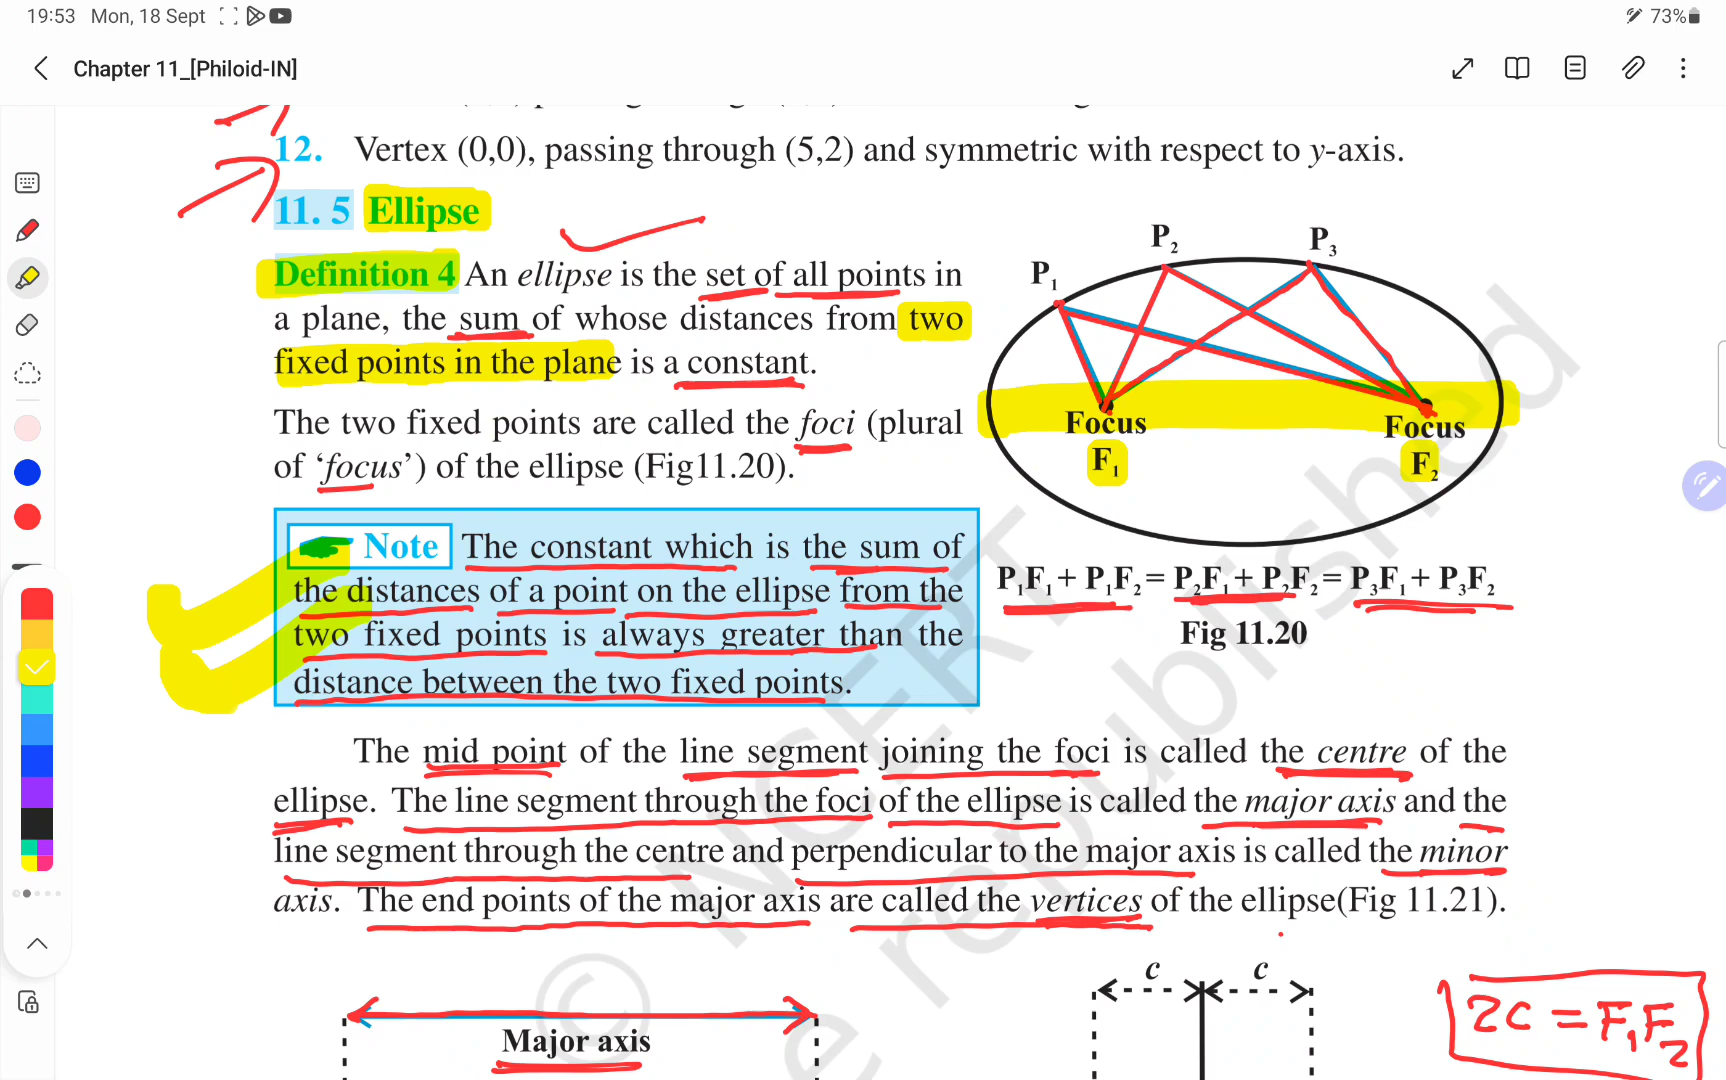 19:53 Mon, 18 Sept
73%
Chapter 11_[Philoid-IN]
12. Vertex (0,0), passing through (5,2) and symmetric with respect to y-axis.
11. 5 Ellipse
Definition 4 An ellipse is the set of all points in
a plane, the sum of whose distances from two
fixed points in the plane is a constant.
The two fixed points are called the foci (plural
of ‘focus’) of the ellipse (Fig11.20).
Note The constant which is the sum of
the distances of a point on the ellipse from the
two fixed points is always greater than the
distance between the two fixed points.
P₁
P₂
P₃
Focus
F₁
Focus
F₂
P₁F₁ + P₁F₂ = P₂F₁ + P₂F₂ = P₃F₁ + P₃F₂
Fig 11.20
The mid point of the line segment joining the foci is called the centre of the
ellipse. The line segment through the foci of the ellipse is called the major axis and the
line segment through the centre and perpendicular to the major axis is called the minor
axis. The end points of the major axis are called the vertices of the ellipse(Fig 11.21).
Major axis
c c
2c = F₁F₂
© NCERT
republished